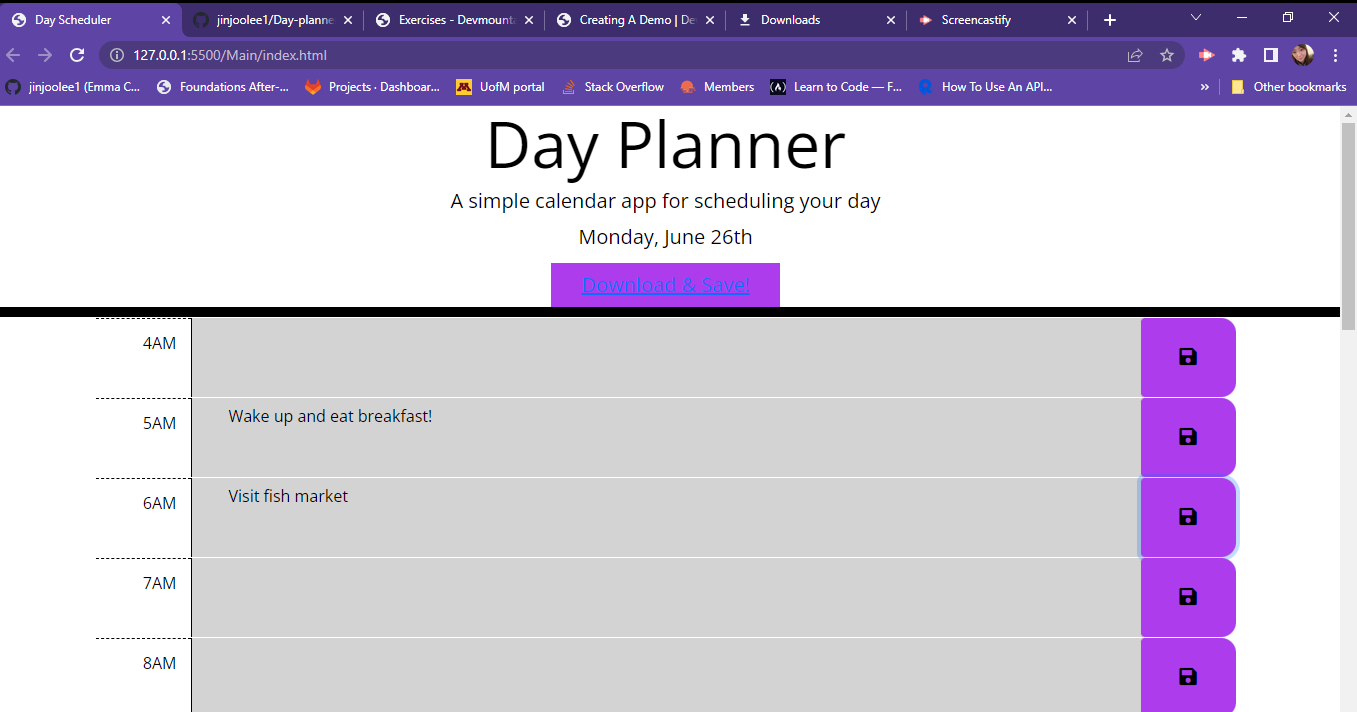 Day Scheduler
jinjoolee1/Day-planne
Exercises - Devmounta
Creating A Demo | De
Downloads
Screencastify
127.0.0.1:5500/Main/index.html
jinjoolee1 (Emma C...
Foundations After-...
Projects · Dashboar...
UofM portal
Stack Overflow
Members
Learn to Code — F...
How To Use An API...
»
Other bookmarks
Day Planner
A simple calendar app for scheduling your day
Monday, June 26th
Download & Save!
4AM
5AM
Wake up and eat breakfast!
6AM
Visit fish market
7AM
8AM